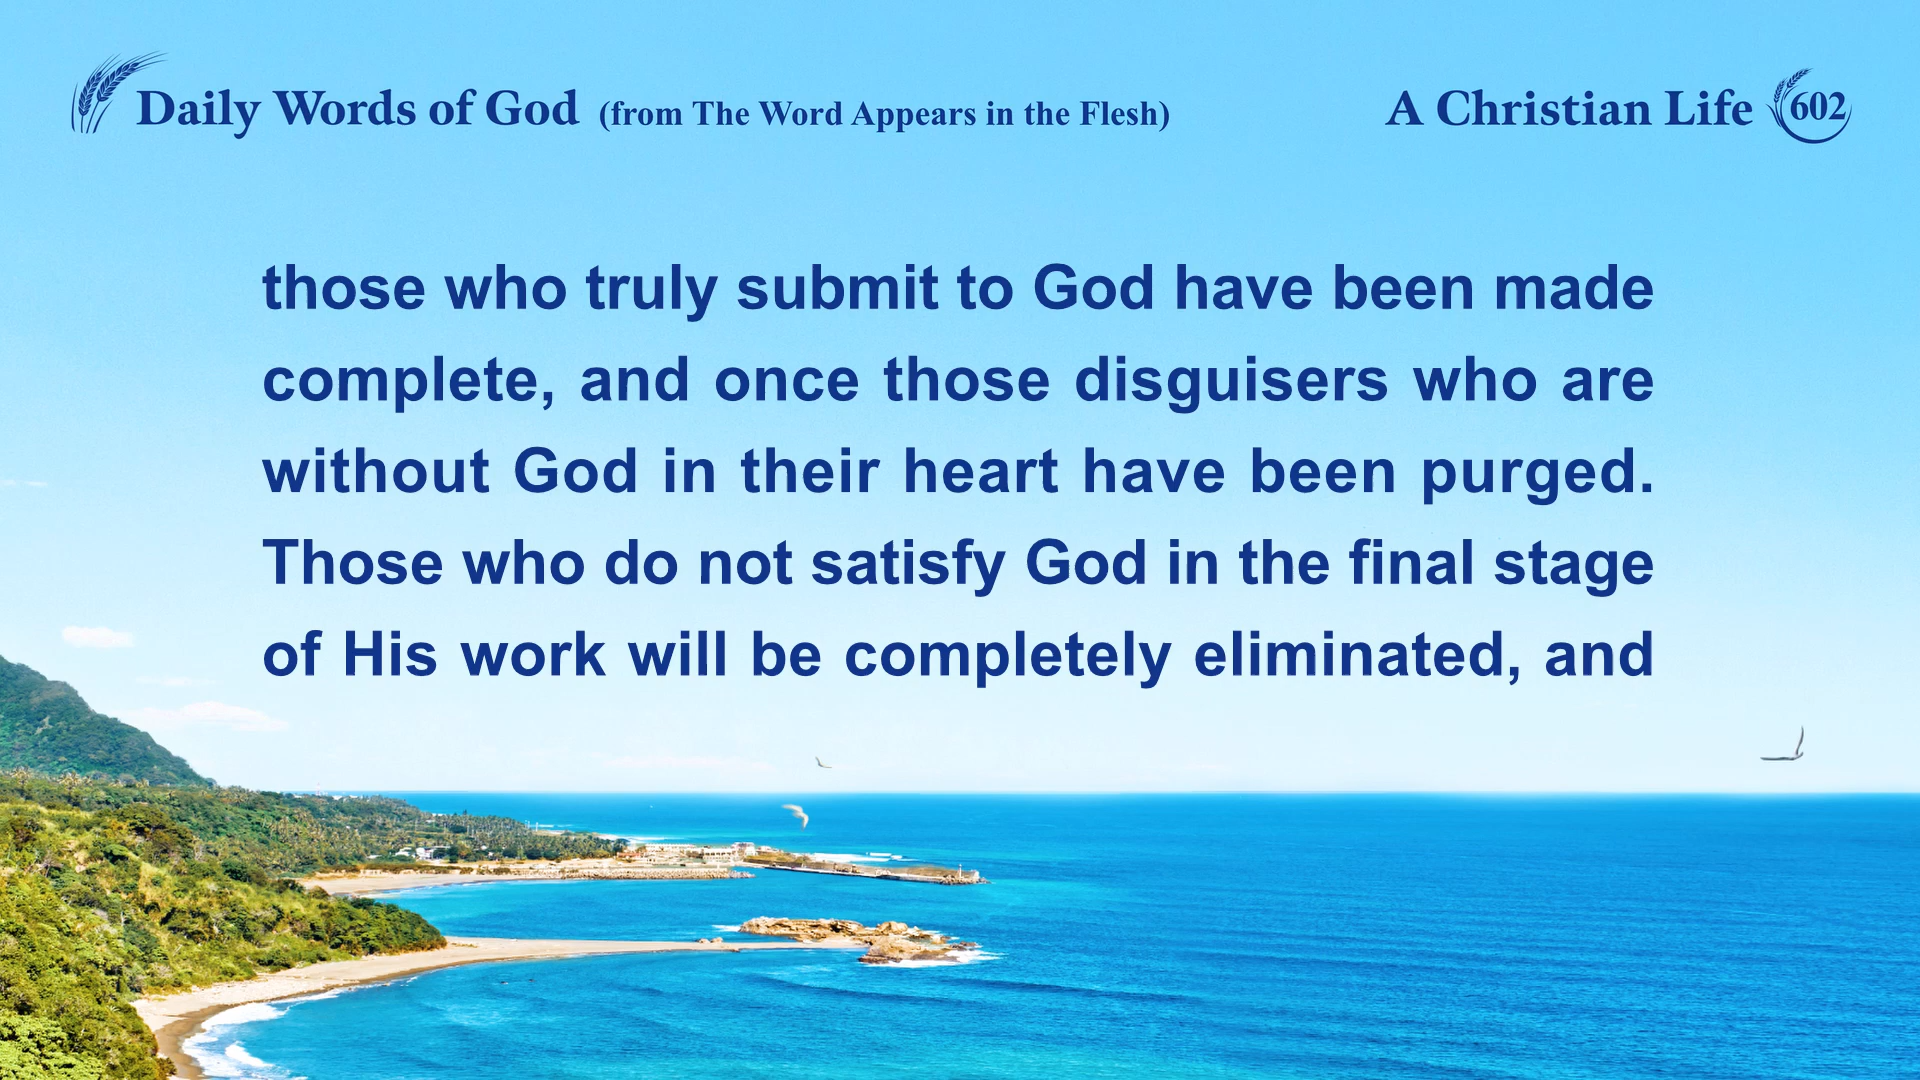 Daily Words of God (from The Word Appears in the Flesh)
A Christian Life 602
those who truly submit to God have been made
complete, and once those disguisers who are
without God in their heart have been purged.
Those who do not satisfy God in the final stage
of His work will be completely eliminated, and